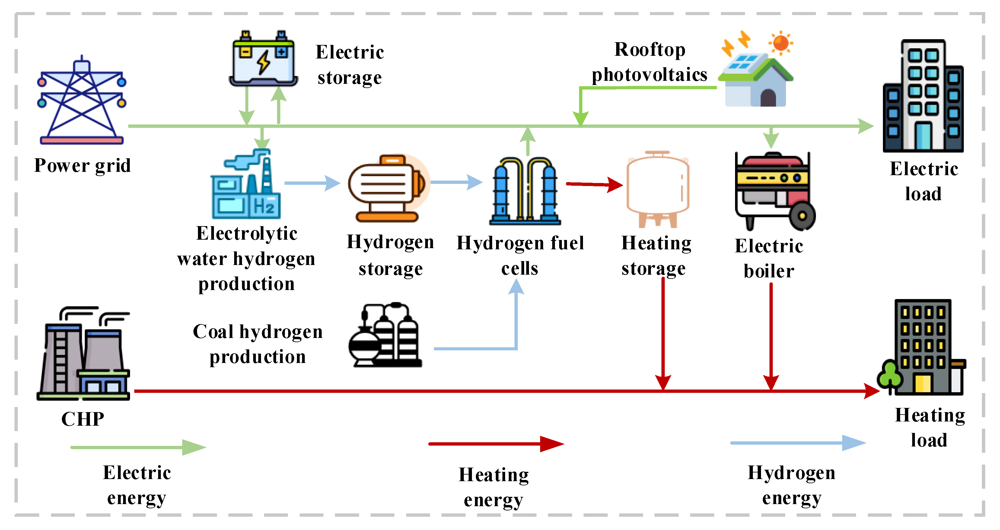 Electric
storage
Rooftop
photovoltaics
Power grid
Electric
load
H2
Electrolytic
water hydrogen
production
Hydrogen
storage
Hydrogen fuel
cells
Heating
storage
Electric
boiler
Coal hydrogen
production
CHP
Heating
load
Electric
energy
Heating
energy
Hydrogen
energy